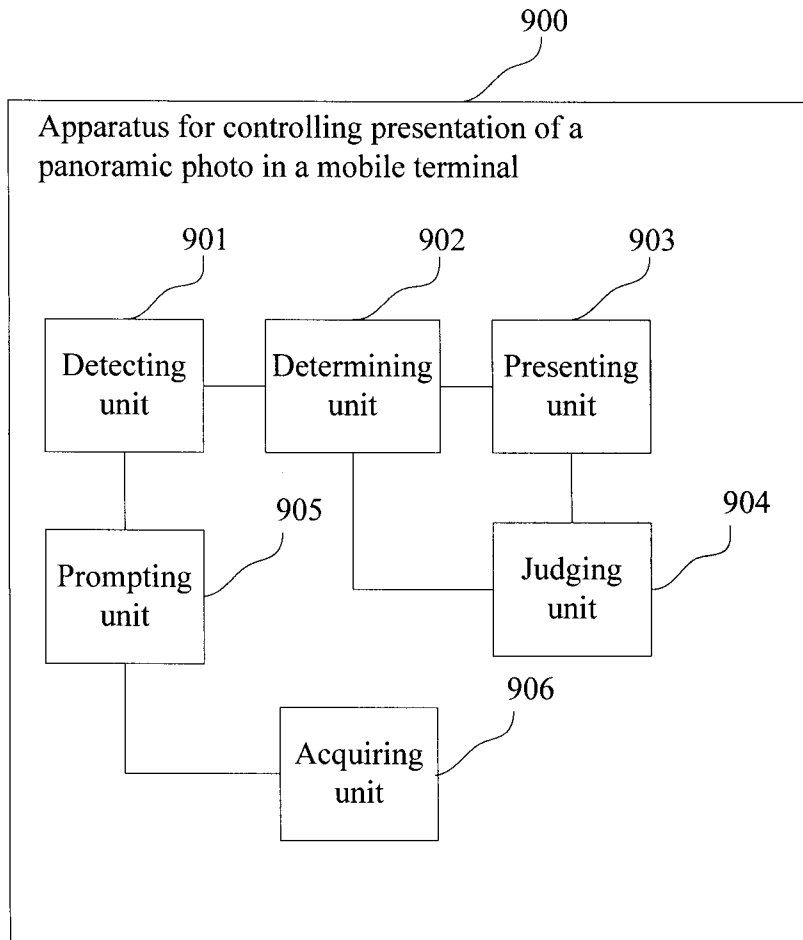 900
Apparatus for controlling presentation of a
panoramic photo in a mobile terminal
901
902
903
Detecting
unit
Determining
unit
Presenting
unit
905
904
Prompting
unit
Judging
unit
906
Acquiring
unit